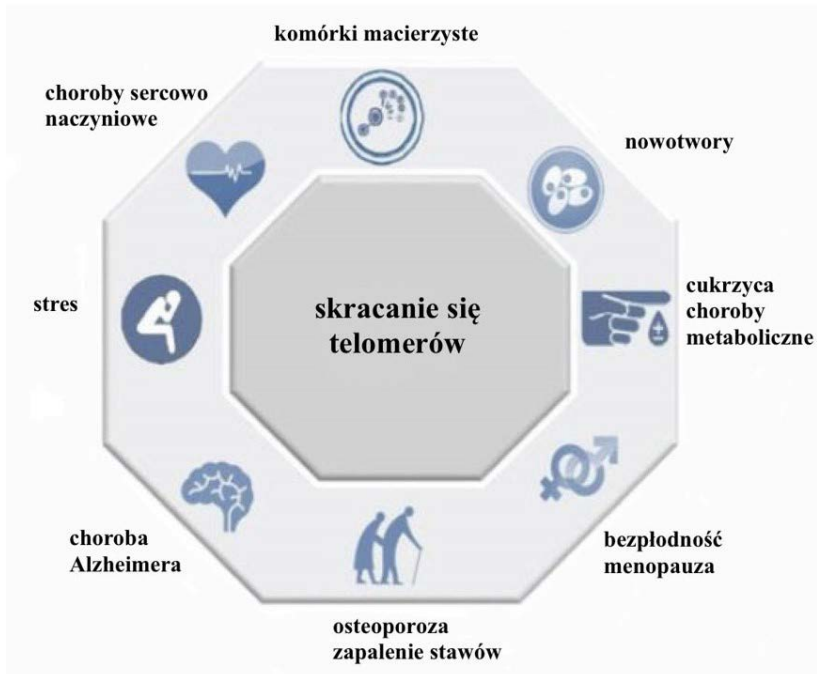 komórki macierzyste
choroby sercowo
naczyniowe
nowotwory
stres
skracanie się
telomerów
cukrzyca
choroby
metaboliczne
choroba
Alzheimera
bezpłodność
menopauza
osteoporoza
zapalenie stawów